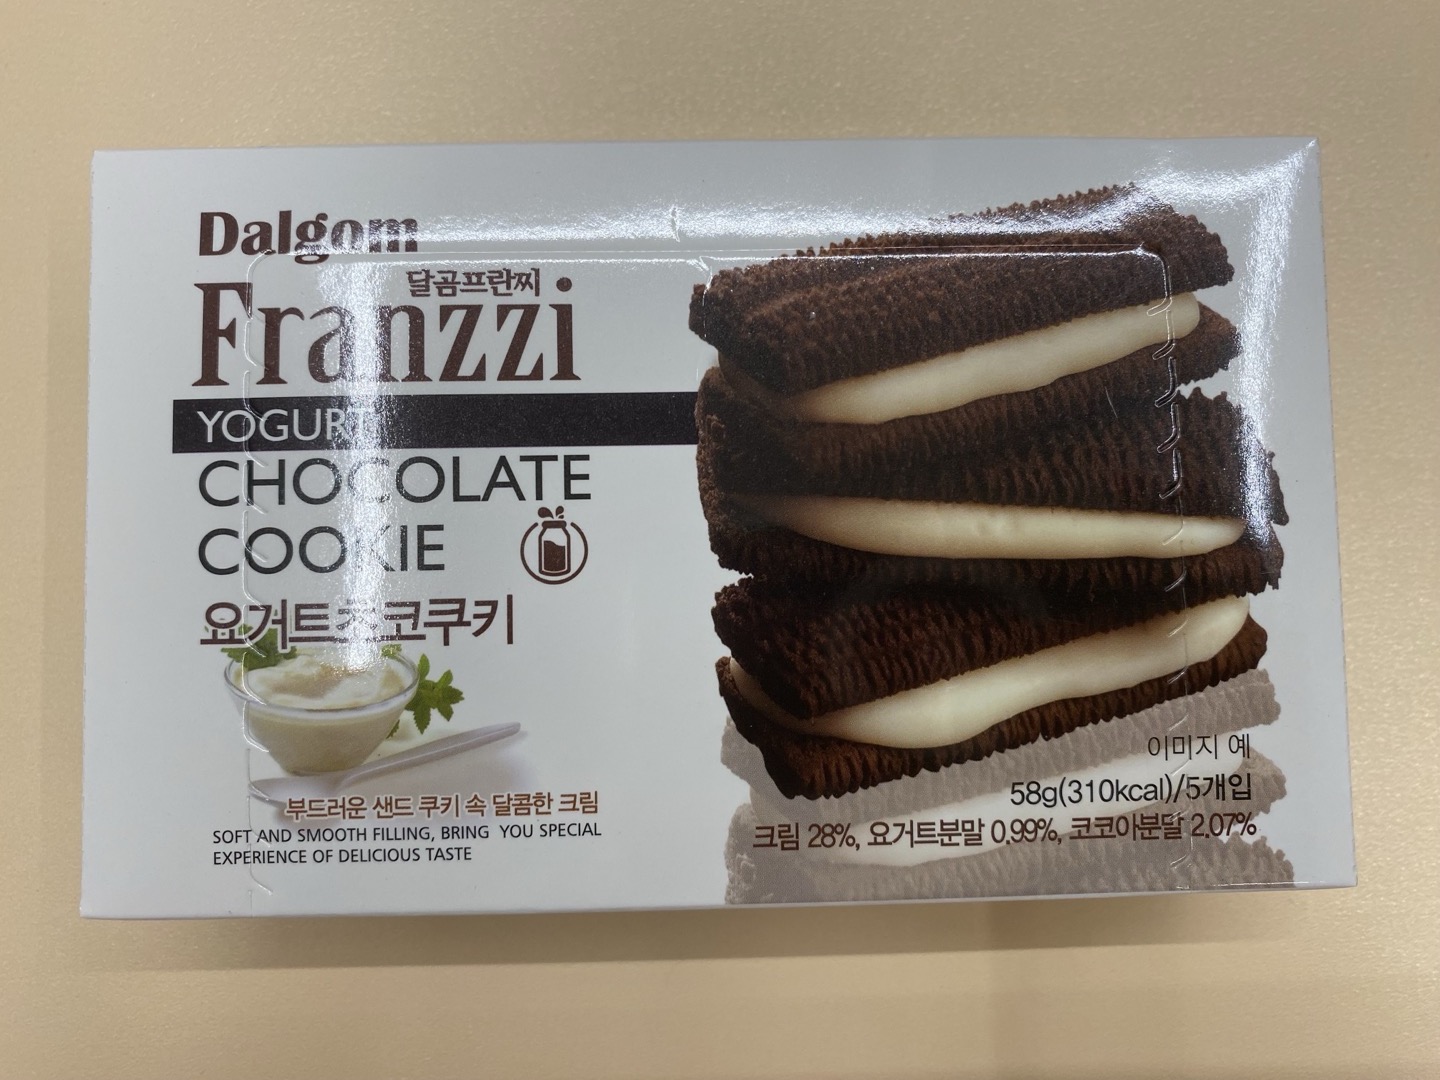 Dalgom
달곰프란찌
Franzzi
YOGURT
CHOCOLATE
COOKIE
요거트초코쿠키
부드러운 샌드 쿠키 속 달콤한 크림
SOFT AND SMOOTH FILLING, BRING YOU SPECIAL
EXPERIENCE OF DELICIOUS TASTE
이미지 예
58g(310kcal)/5개입
크림 28%, 요거트분말 0.99%, 코코아분말 2.07%